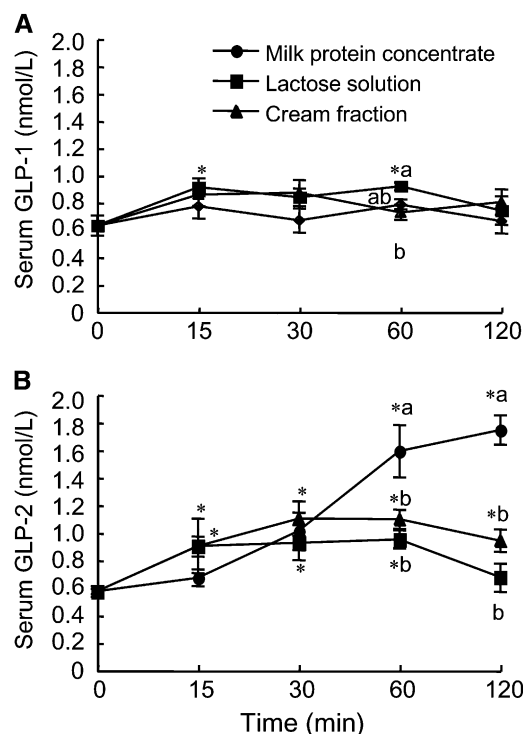 A
Serum GLP-1 (nmol/L)
2.0
1.8
1.6
1.4
1.2
1.0
0.8
0.6
0.4
0.2
0
Milk protein concentrate
Lactose solution
Cream fraction
*
*a
ab
b
0 15 30 60 120
B
Serum GLP-2 (nmol/L)
2.0
1.8
1.6
1.4
1.2
1.0
0.8
0.6
0.4
0.2
0
*a
*a
*
*
*
*
*b
*b
*b
b
0 15 30 60 120
Time (min)